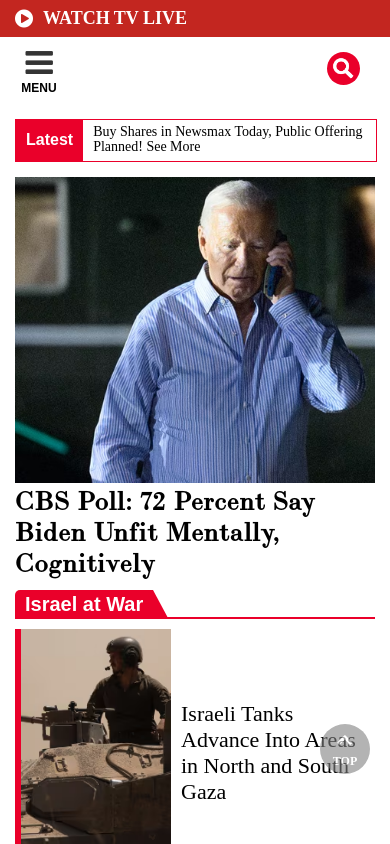 WATCH TV LIVE
MENU
Latest
Buy Shares in Newsmax Today, Public Offering
Planned! See More
CBS Poll: 72 Percent Say
Biden Unfit Mentally,
Cognitively
Israel at War
Israeli Tanks
Advance Into Areas
in North and South
Gaza
TOP